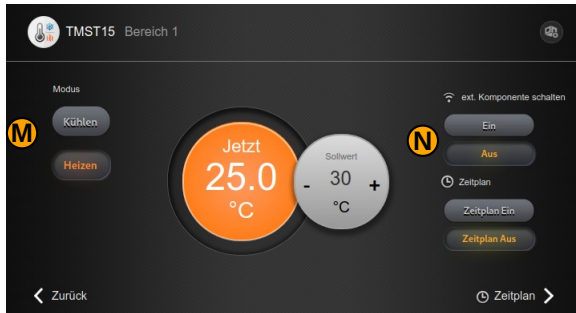 TMST15 Bereich 1
Modus
M
Kühlen
Heizen
Jetzt
25.0
°C
Sollwert
- 30 +
°C
N
ext. Komponente schalten
Ein
Aus
Zeitplan
Zeitplan Ein
Zeitplan Aus
Zurück
Zeitplan